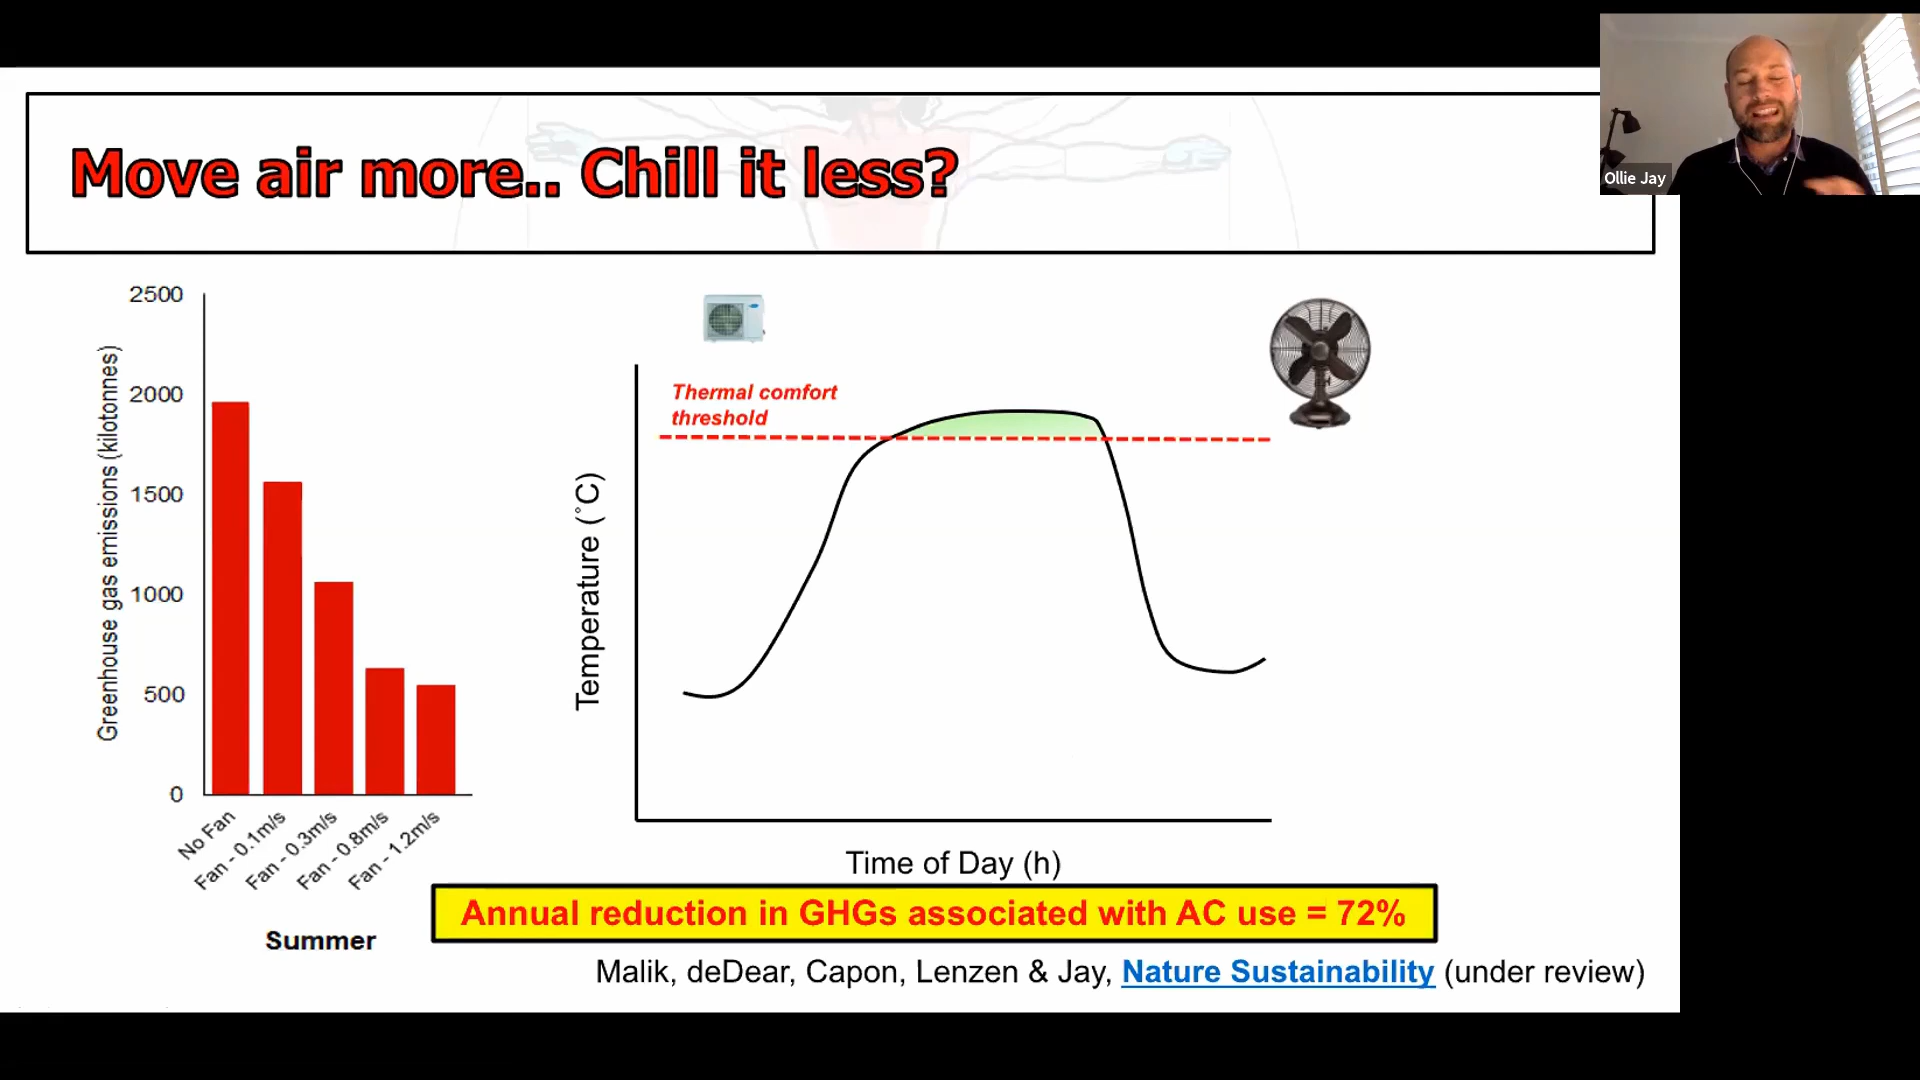 Move air more.. Chill it less?
Ollie Jay
2500
2000
1500
1000
500
0
Greenhouse gas emissions (kilotonnes)
No Fan
Fan - 0.1m/s
Fan - 0.3m/s
Fan - 0.8m/s
Fan - 1.2m/s
Summer
Thermal comfort
threshold
Temperature (˚C)
Time of Day (h)
Annual reduction in GHGs associated with AC use = 72%
Malik, deDear, Capon, Lenzen & Jay, Nature Sustainability (under review)